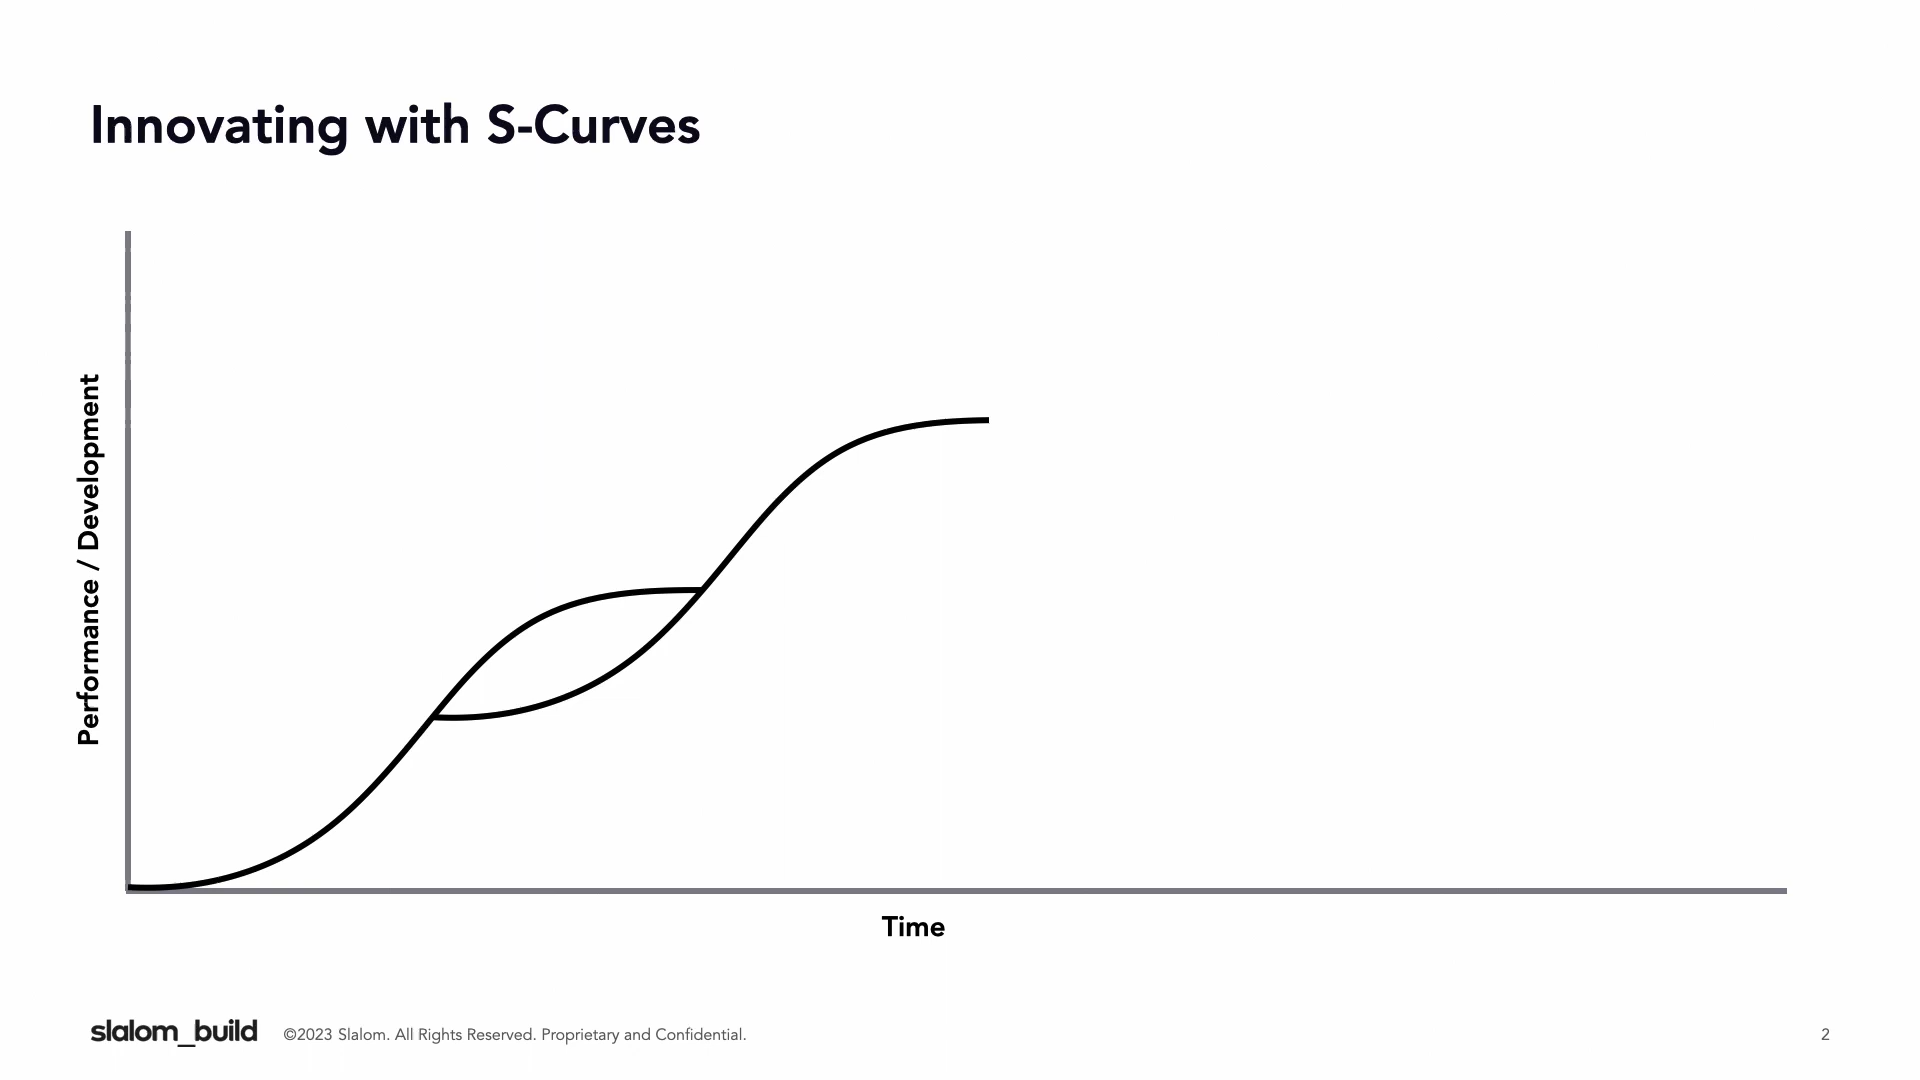 Innovating with S-Curves
Performance / Development
Time
slalom_build
©2023 Slalom. All Rights Reserved. Proprietary and Confidential.
2